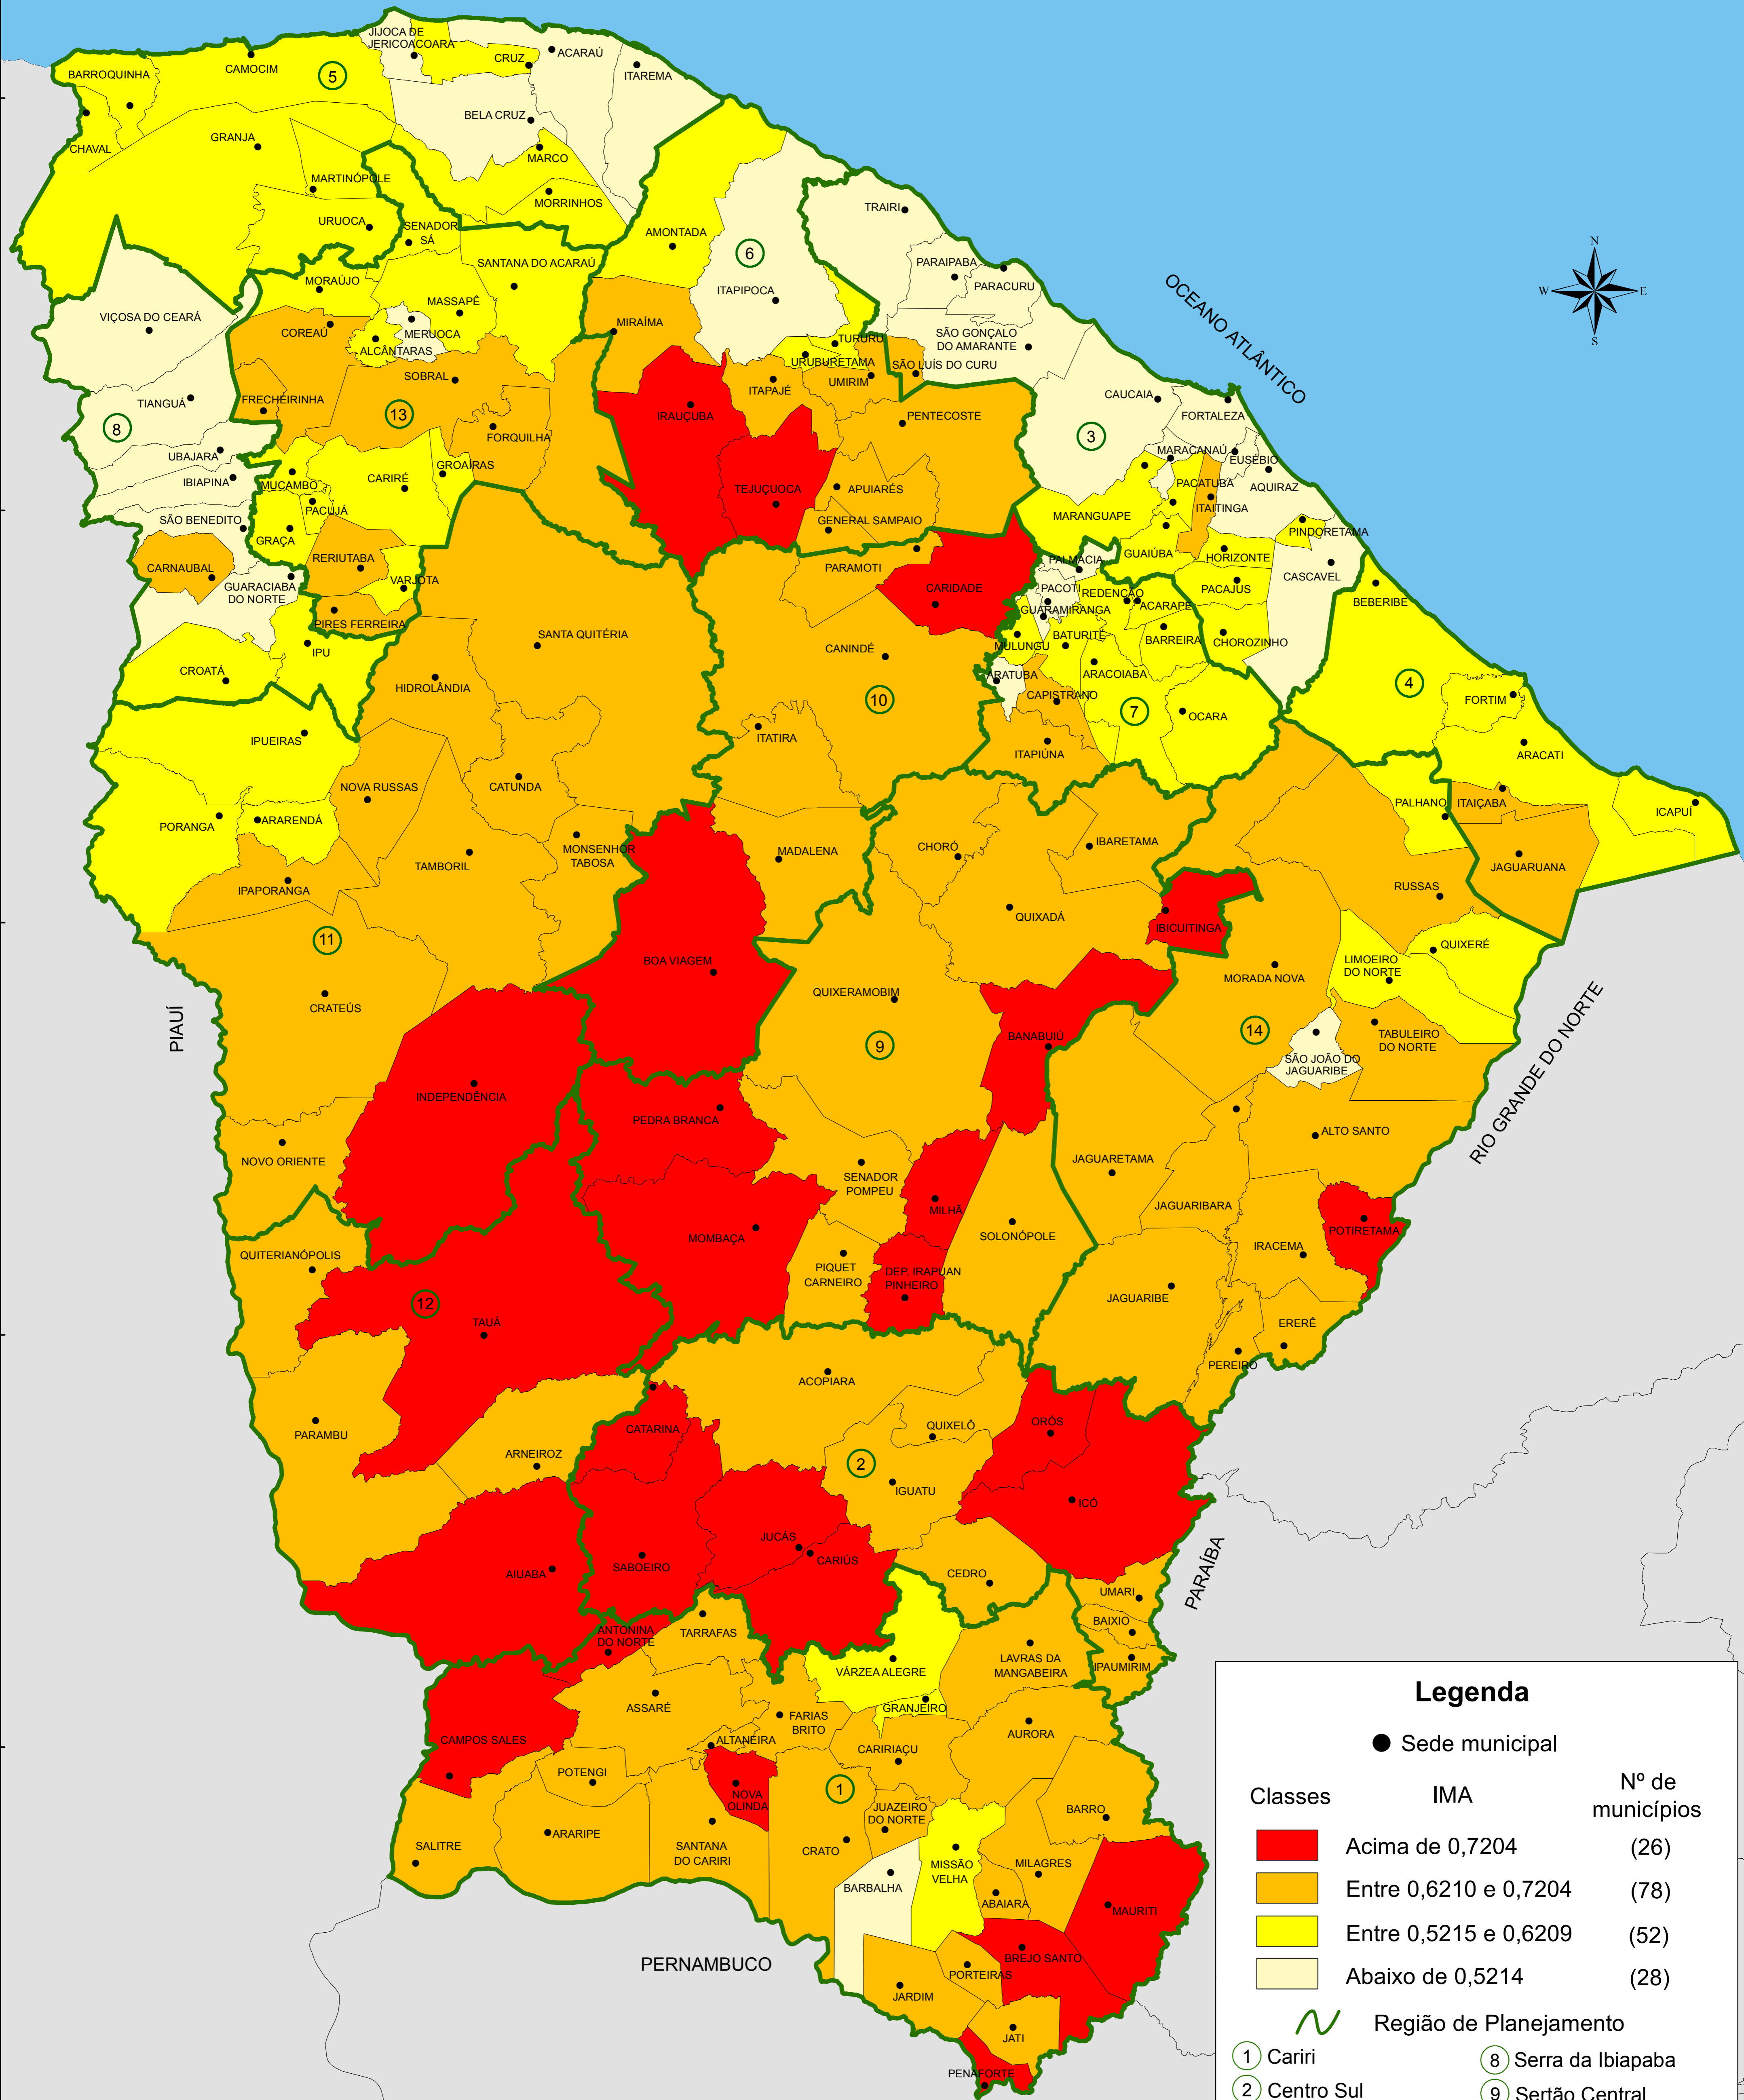 JIJOCA DE
JERICOACOARA
CRUZ
ACARAÚ
ITAREMA
BARROQUINHA
CAMOCIM
5
BELA CRUZ
CHAVAL
GRANJA
MARCO
MARTINÓPOLE
MORRINHOS
URUOCA
SENADOR
SÁ
AMONTADA
TRAIRI
6
N
W
E
S
OCEANO ATLÂNTICO
SANTANA DO ACARAÚ
MORAÚJO
PARAIPABA
PARACURU
ITAPIPOCA
VIÇOSA DO CEARÁ
MASSAPÊ
MIRAÍMA
COREAÚ
MERUOCA
ALCÂNTARAS
TURURU
URUBURETAMA
SÃO GONÇALO
DO AMARANTE
SÃO LUÍS DO CURU
SOBRAL
ITAPAJÉ
UMIRIM
TIANGUÁ
FRECHEIRINHA
13
IRAUÇUBA
PENTECOSTE
CAUCAIA
FORTALEZA
8
FORQUILHA
3
UBAJARA
GROAÍRAS
MARACANAÚ
EUSÉBIO
IBIAPINA
MUCAMBO
CARIRÉ
TEJUÇUOCA
APUIARÉS
PACATUBA
AQUIRAZ
PACUJÁ
ITAITINGA
SÃO BENEDITO
GENERAL SAMPAIO
MARANGUAPE
PINDORETAMA
GRAÇA
GUAIÚBA
HORIZONTE
CARNAUBAL
RERIUTABA
PARAMOTI
PALMÁCIA
CASCAVEL
VARJOTA
GUARACIABA
DO NORTE
CARIDADE
PACOTI
REDENÇÃO
PACAJUS
BEBERIBE
GUARAMIRANGA
ACARAPE
PIRES FERREIRA
SANTA QUITÉRIA
BATURITÉ
BARREIRA
CHOROZINHO
IPU
CANINDÉ
MULUNGU
CROATÁ
ARATUBA
ARACOIABA
4
HIDROLÂNDIA
10
CAPISTRANO
7
FORTIM
OCARA
IPUEIRAS
ITATIRA
ITAPIÚNA
ARACATI
NOVA RUSSAS
CATUNDA
PALHANO
ITAIÇABA
ICAPUÍ
PORANGA
ARARENDÁ
MONSENHOR
TABOSA
MADALENA
CHORÓ
IBARETAMA
TAMBORIL
JAGUARUANA
IPAPORANGA
RUSSAS
QUIXADÁ
IBICUITINGA
11
QUIXERÉ
BOA VIAGEM
LIMOEIRO
DO NORTE
MORADA NOVA
CRATEÚS
QUIXERAMOBIM
PIAUÍ
9
BANABUIÚ
14
TABULEIRO
DO NORTE
SÃO JOÃO DO
JAGUARIBE
RIO GRANDE DO NORTE
INDEPENDÊNCIA
PEDRA BRANCA
ALTO SANTO
NOVO ORIENTE
SENADOR
POMPEU
JAGUARETAMA
MILHÃ
JAGUARIBARA
POTIRETAMA
MOMBAÇA
SOLONÓPOLE
IRACEMA
QUITERIANÓPOLIS
PIQUET
CARNEIRO
DEP. IRAPUAN
PINHEIRO
12
JAGUARIBE
TAUÁ
ERERÊ
PEREIRO
ACOPIARA
PARAMBU
CATARINA
QUIXELÔ
ORÓS
ARNEIROZ
2
IGUATU
ICÓ
JUCÁS
CARIÚS
AIUABA
SABOEIRO
CEDRO
PARAÍBA
UMARI
ANTONINA
DO NORTE
TARRAFAS
BAIXIO
VÁRZEA ALEGRE
LAVRAS DA
MANGABEIRA
IPAUMIRIM
ASSARÉ
GRANJEIRO
FARIAS
BRITO
AURORA
CAMPOS SALES
ALTANEIRA
CARIRIAÇU
POTENGI
NOVA
OLINDA
1
JUAZEIRO
DO NORTE
BARRO
SALITRE
ARARIPE
SANTANA
DO CARIRI
CRATO
MISSÃO
VELHA
MILAGRES
BARBALHA
ABAIARA
MAURITI
PERNAMBUCO
BREJO SANTO
PORTEIRAS
JARDIM
JATI
PENAFORTE
Legenda
Sede municipal
Classes IMA Nº de
municípios
Acima de 0,7204 (26)
Entre 0,6210 e 0,7204 (78)
Entre 0,5215 e 0,6209 (52)
Abaixo de 0,5214 (28)
Região de Planejamento
1 Cariri
8 Serra da Ibiapaba
2 Centro Sul
9 Sertão Central